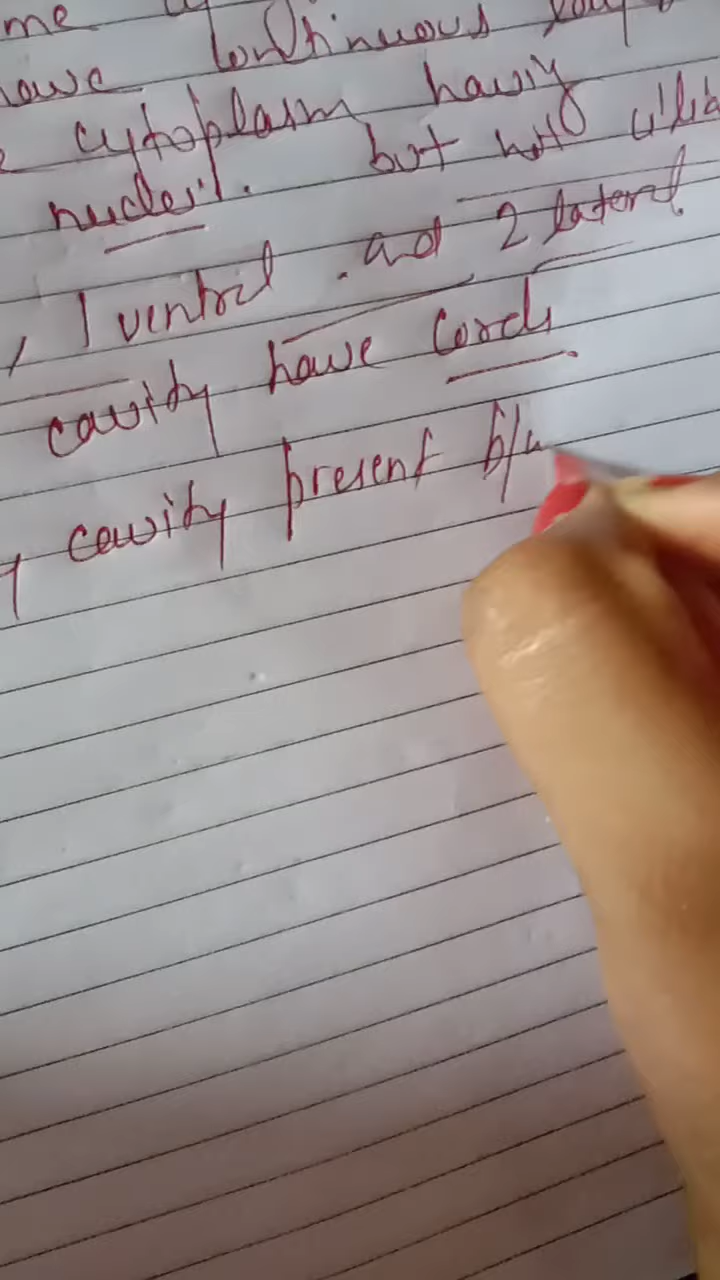 me
have continuous
cytoplasm having
nuclei. but not cilia
, 1 ventral . and 2 lateral
cavity have cords
cavity present b/w